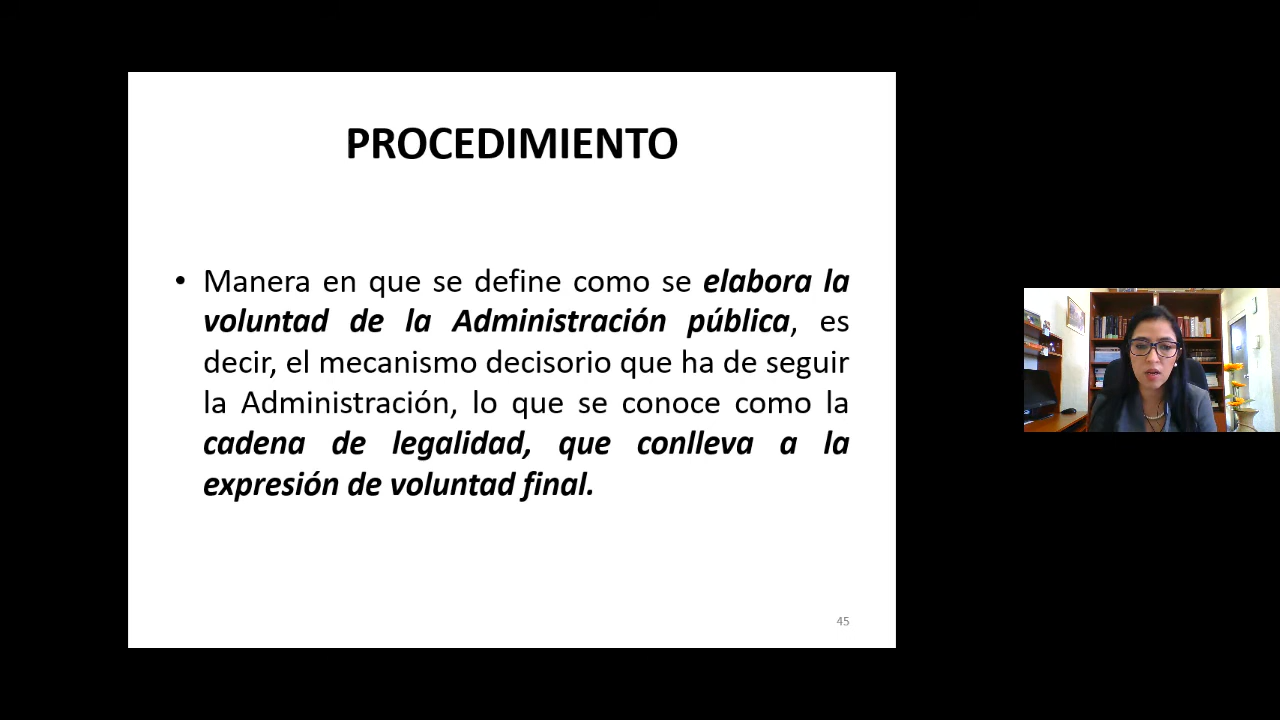 PROCEDIMIENTO
• Manera en que se define como se elabora la
voluntad de la Administración pública, es
decir, el mecanismo decisorio que ha de seguir
la Administración, lo que se conoce como la
cadena de legalidad, que conlleva a la
expresión de voluntad final.
45